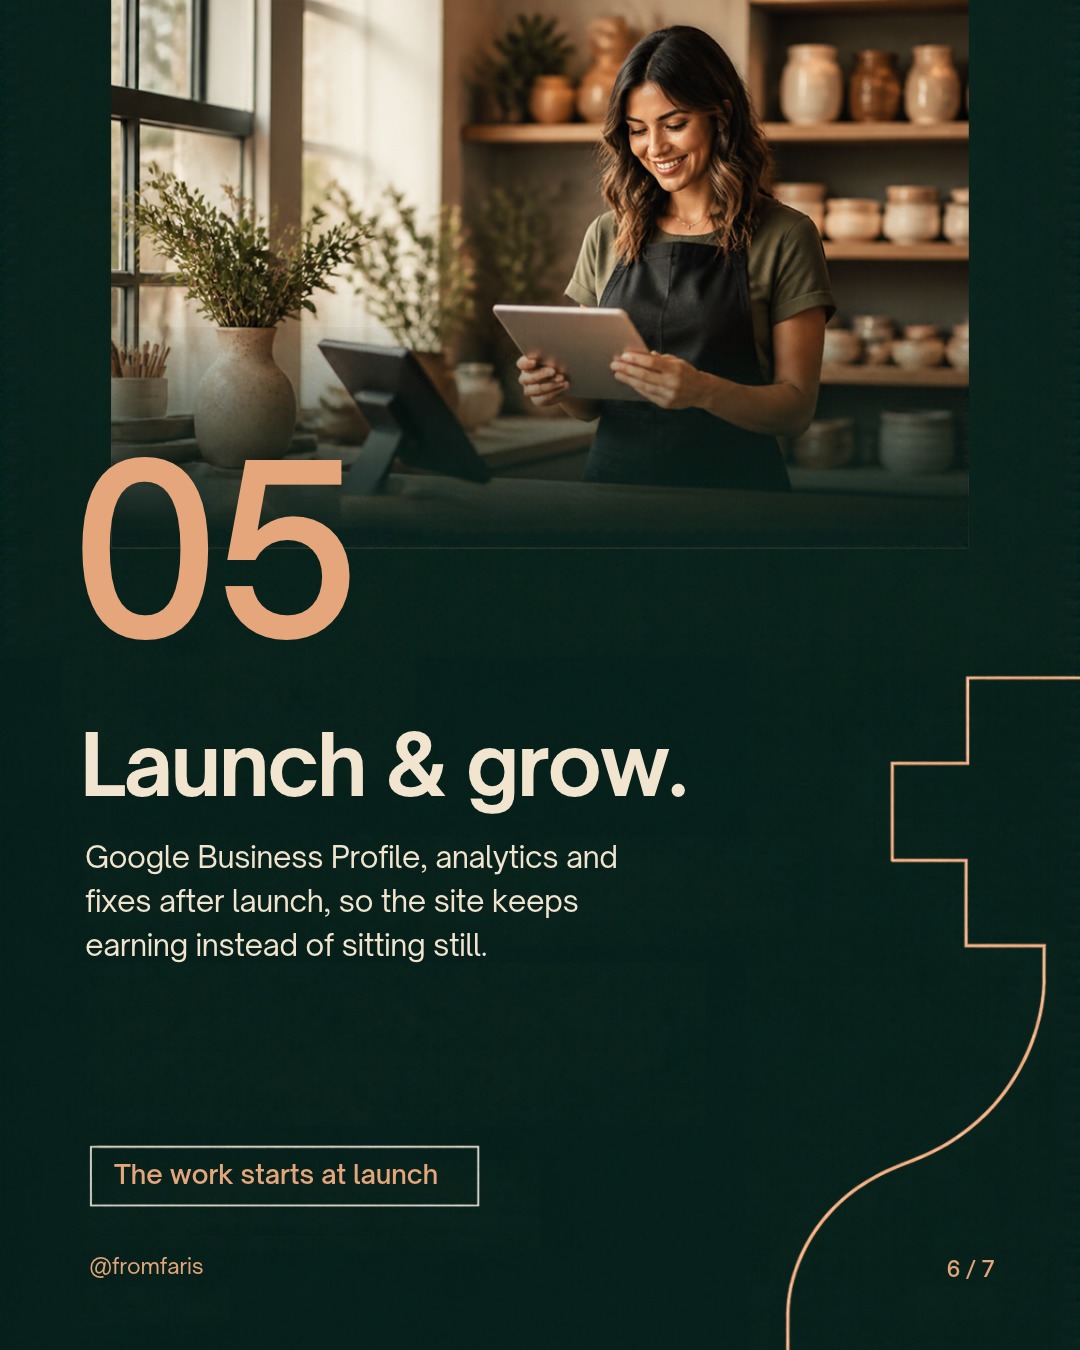 05
Launch & grow.
Google Business Profile, analytics and
fixes after launch, so the site keeps
earning instead of sitting still.
The work starts at launch
@fromfaris
6 / 7